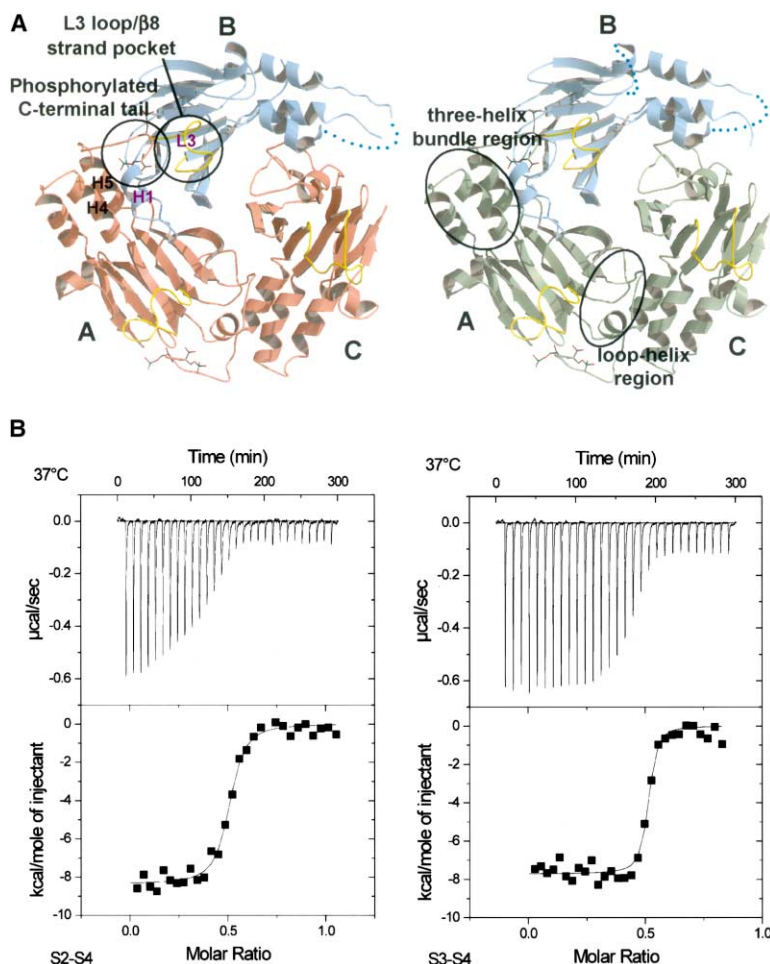 A
L3 loop/β8
strand pocket
B
Phosphorylated
C-terminal tail
L3
H5
H4
H1
A
C
B
three-helix
bundle region
A
C
loop-helix
region
B
Time (min)
37°C
0 100 200 300
0.0
-0.2
-0.4
-0.6
µcal/sec
0
-2
-4
-6
-8
-10
kcal/mole of injectant
0.0 0.5 1.0
S2-S4
Molar Ratio
Time (min)
37°C
0 100 200 300
0.0
-0.2
-0.4
-0.6
µcal/sec
0
-2
-4
-6
-8
-10
kcal/mole of injectant
0.0 0.5 1.0
S3-S4
Molar Ratio